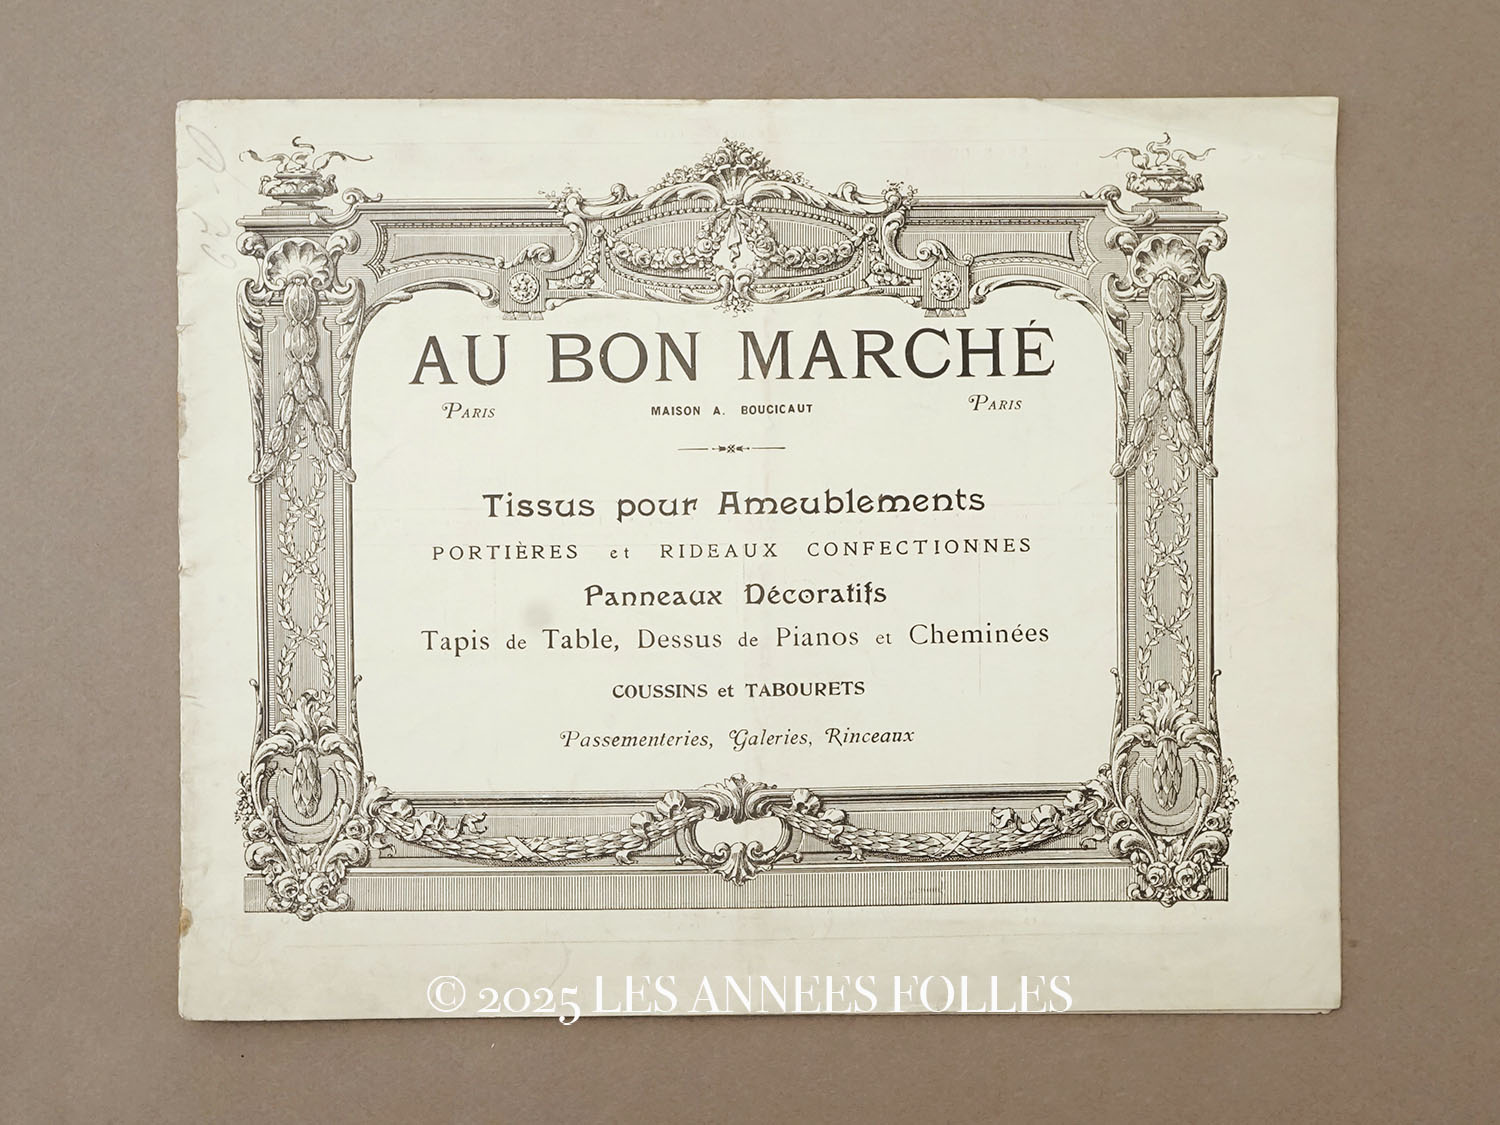 AU BON MARCHÉ
PARIS MAISON A. BOUCICAUT PARIS
Tissus pour Ameublements
PORTIÈRES et RIDEAUX CONFECTIONNES
Panneaux Décoratifs
Tapis de Table, Dessus de Pianos et Cheminées
COUSSINS et TABOURETS
Passementeries, Galeries, Rinceaux
© 2025 LES ANNEES FOLLES